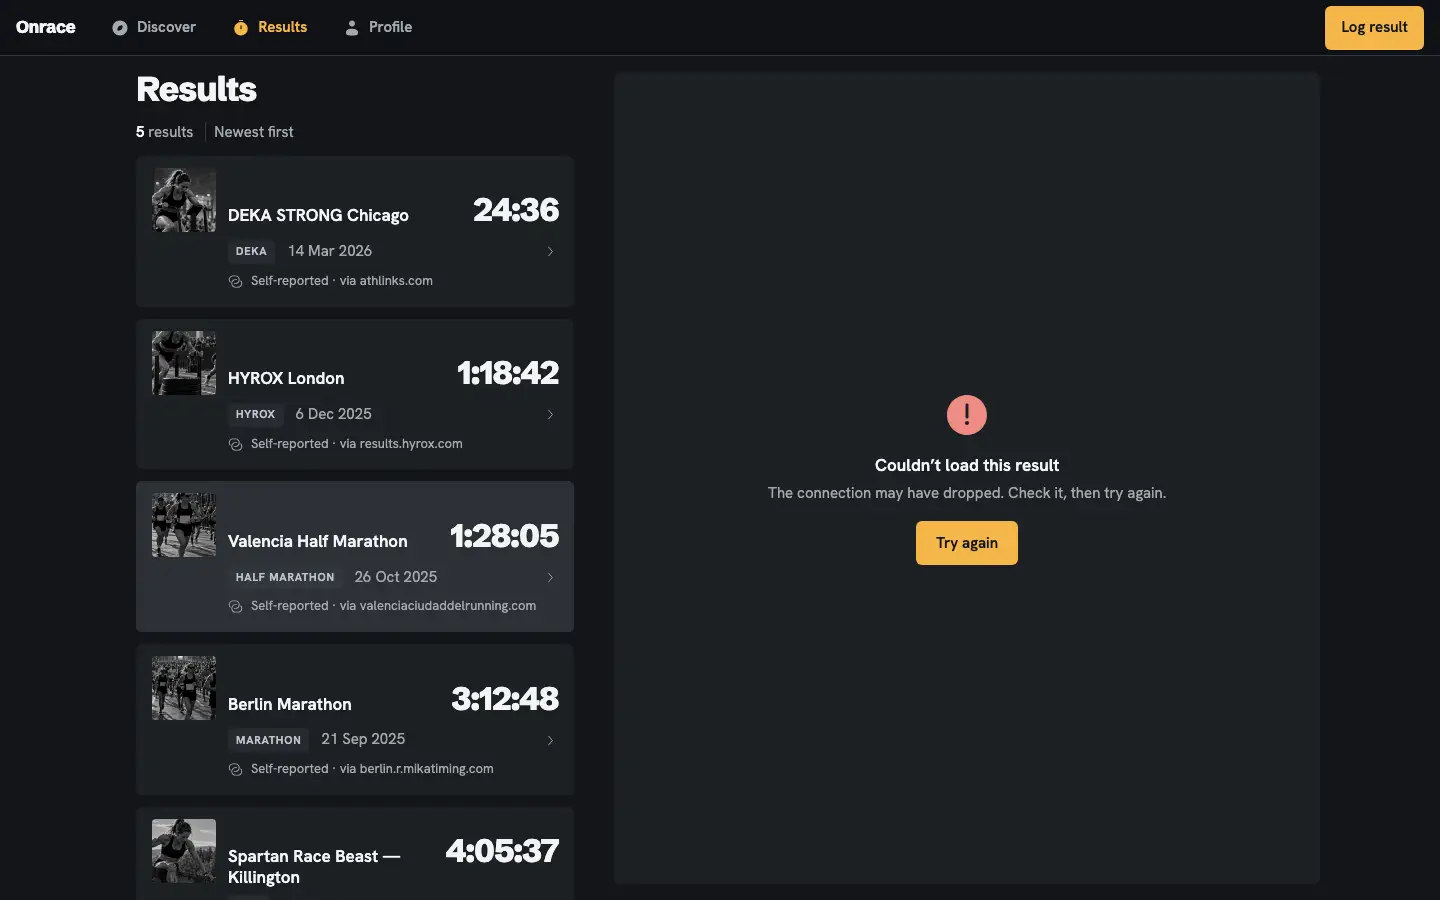 Onrace
Discover
Results
Profile
Log result
Results
5 results
Newest first
DEKA STRONG Chicago
24:36
DEKA
14 Mar 2026
Self-reported · via athlinks.com
HYROX London
1:18:42
HYROX
6 Dec 2025
Self-reported · via results.hyrox.com
Valencia Half Marathon
1:28:05
HALF MARATHON
26 Oct 2025
Self-reported · via valenciaciudaddelrunning.com
Berlin Marathon
3:12:48
MARATHON
21 Sep 2025
Self-reported · via berlin.r.mikatiming.com
Spartan Race Beast —
Killington
4:05:37
Couldn’t load this result
The connection may have dropped. Check it, then try again.
Try again